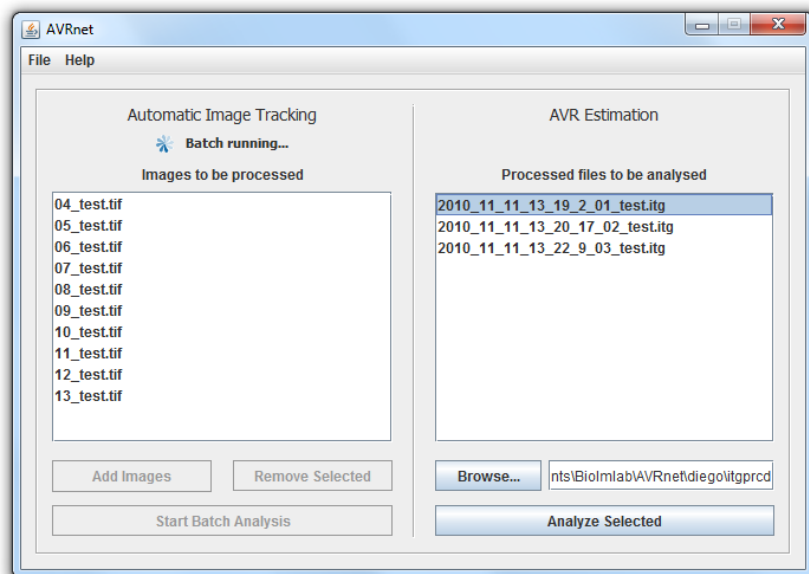 AVRnet
File Help
Automatic Image Tracking
Batch running...
Images to be processed
04_test.tif
05_test.tif
06_test.tif
07_test.tif
08_test.tif
09_test.tif
10_test.tif
11_test.tif
12_test.tif
13_test.tif
Add Images
Remove Selected
Start Batch Analysis
AVR Estimation
Processed files to be analysed
2010_11_11_13_19_2_01_test.itg
2010_11_11_13_20_17_02_test.itg
2010_11_11_13_22_9_03_test.itg
Browse...
nts\BioImlab\AVRnet\diego\itgprcd
Analyze Selected